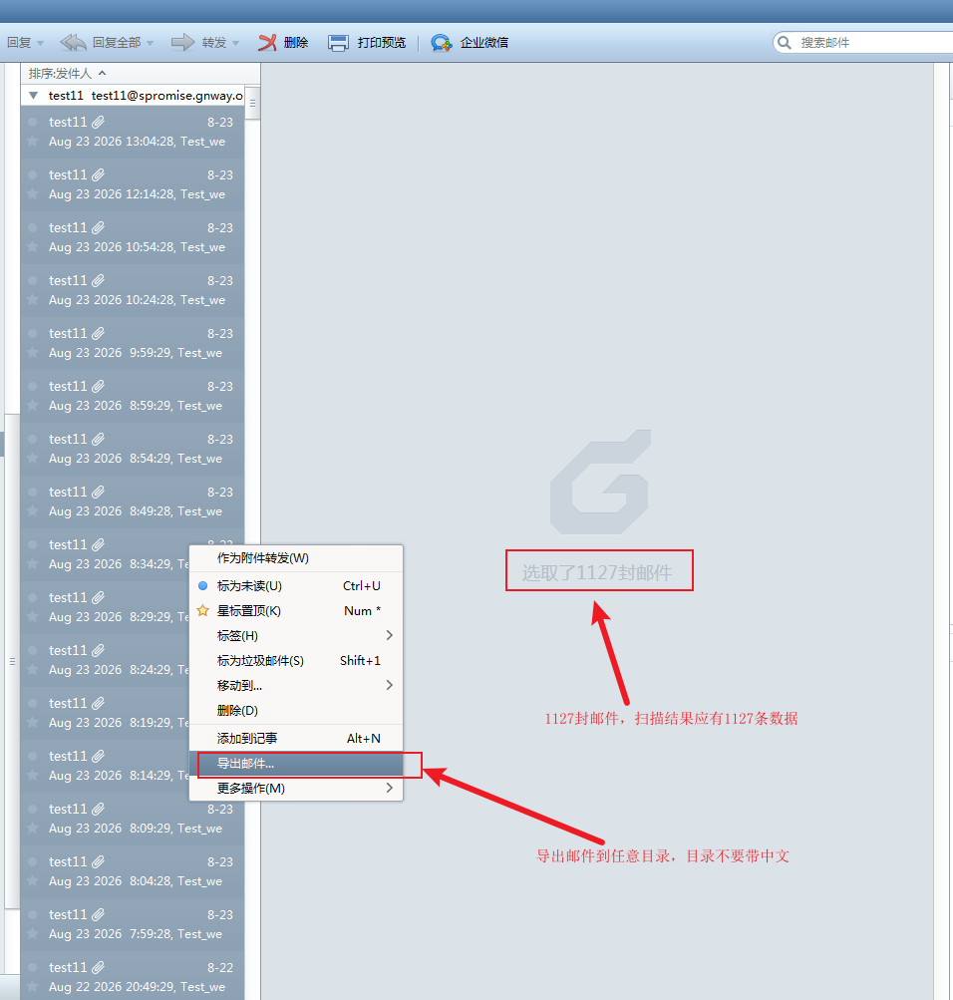 回复
回复全部
转发
删除
打印预览
企业微信
搜索邮件
排序:发件人
test11 test11@spromise.gnway.o
test11 8-23
Aug 23 2026 13:04:28, Test_we
test11 8-23
Aug 23 2026 12:14:28, Test_we
test11 8-23
Aug 23 2026 10:54:28, Test_we
test11 8-23
Aug 23 2026 10:24:28, Test_we
test11 8-23
Aug 23 2026 9:59:29, Test_we
test11 8-23
Aug 23 2026 8:59:29, Test_we
test11 8-23
Aug 23 2026 8:54:29, Test_we
test11 8-23
Aug 23 2026 8:49:28, Test_we
test11 8-23
Aug 23 2026 8:34:29, Te
test11
Aug 23 2026 8:29:29, Te
test11
Aug 23 2026 8:24:29, Te
test11
Aug 23 2026 8:19:29, Te
test11
Aug 23 2026 8:14:29, Te
test11 8-23
Aug 23 2026 8:09:29, Test_we
test11 8-23
Aug 23 2026 8:04:28, Test_we
test11 8-23
Aug 23 2026 7:59:28, Test_we
test11 8-22
Aug 22 2026 20:49:29, Test_we
作为附件转发(W)
标为未读(U) Ctrl+U
星标置顶(K) Num *
标签(H)
标为垃圾邮件(S) Shift+1
移动到...
删除(D)
添加到记事 Alt+N
导出邮件...
更多操作(M)
选取了1127封邮件
1127封邮件，扫描结果应有1127条数据
导出邮件到任意目录，目录不要带中文